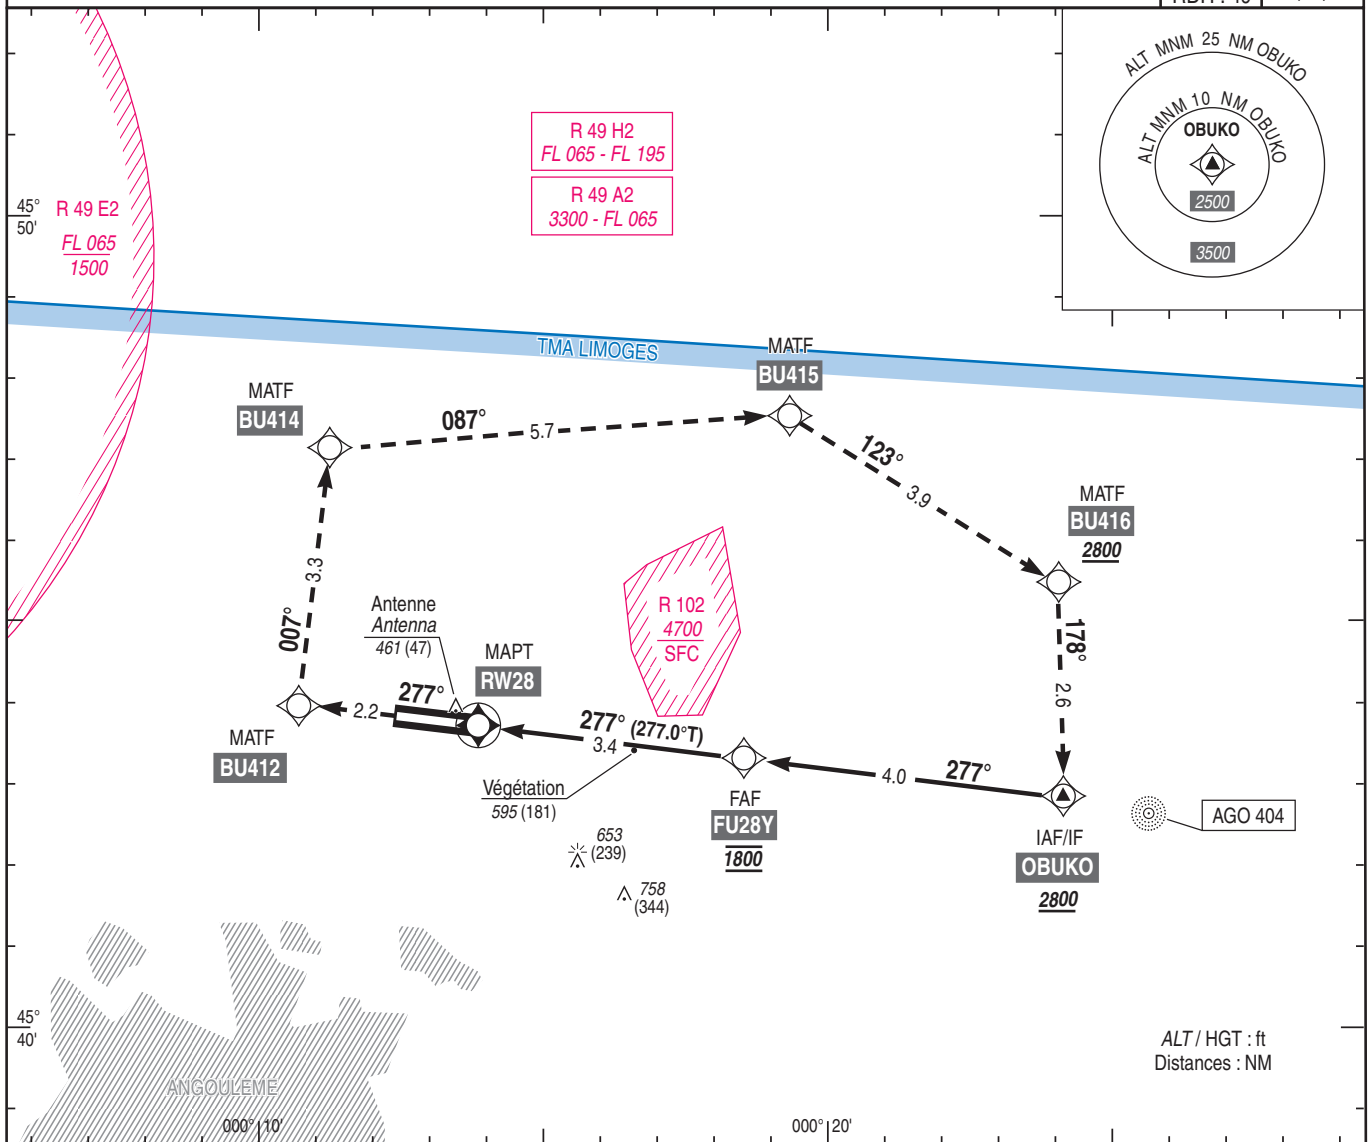 ALT MNM 25 NM OBUKO
ALT MNM 10 NM OBUKO
OBUKO
2500
3500
R 49 H2
FL 065 - FL 195
R 49 A2
3300 - FL 065
45°
50'
R 49 E2
FL 065
1500
TMA LIMOGES
MATF
BU415
MATF
BU414
087°
5.7
123°
3.9
MATF
BU416
2800
3.3
007°
Antenne
Antenna
461 (47)
R 102
4700
SFC
178°
2.6
MAPT
RW28
277°
2.2
277° (277.0°T)
3.4
MATF
BU412
4.0
277°
Végétation
595 (181)
FAF
FU28Y
1800
AGO 404
IAF/IF
OBUKO
2800
653
(239)
758
(344)
45°
40'
ALT / HGT : ft
Distances : NM
ANGOULEME
000° 10'
000° 20'